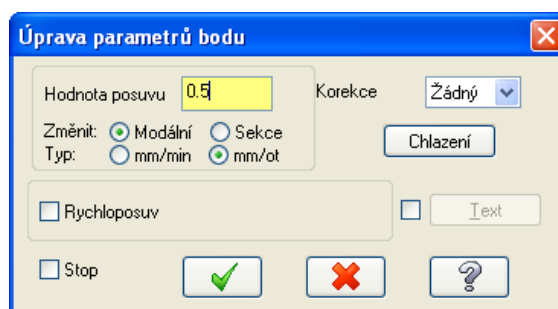 Úprava parametrů bodu
Hodnota posuvu 0.5 Korekce Žádný
Změnit: Modální Sekce
Typ: mm/min mm/ot Chlazení
Rychloposuv Text
Stop